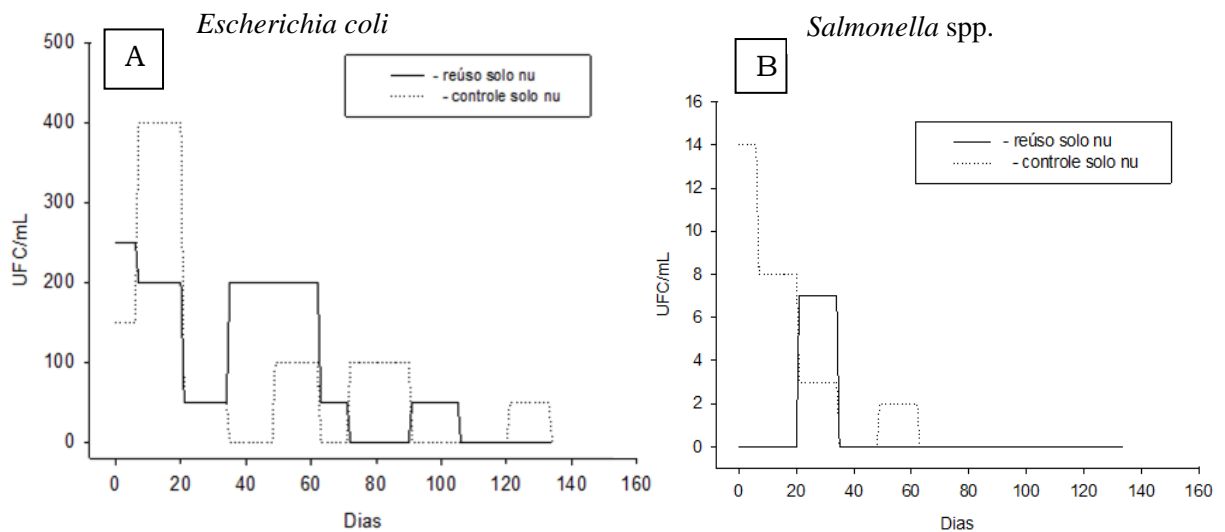 A
Escherichia coli
500
400
300
200
100
0
UFC/mL
- reúso solo nu
- controle solo nu
0 20 40 60 80 100 120 140 160
Dias
B
Salmonella spp.
16
14
12
10
8
6
4
2
0
UFC/mL
- reúso solo nu
- controle solo nu
0 20 40 60 80 100 120 140 160
Dias